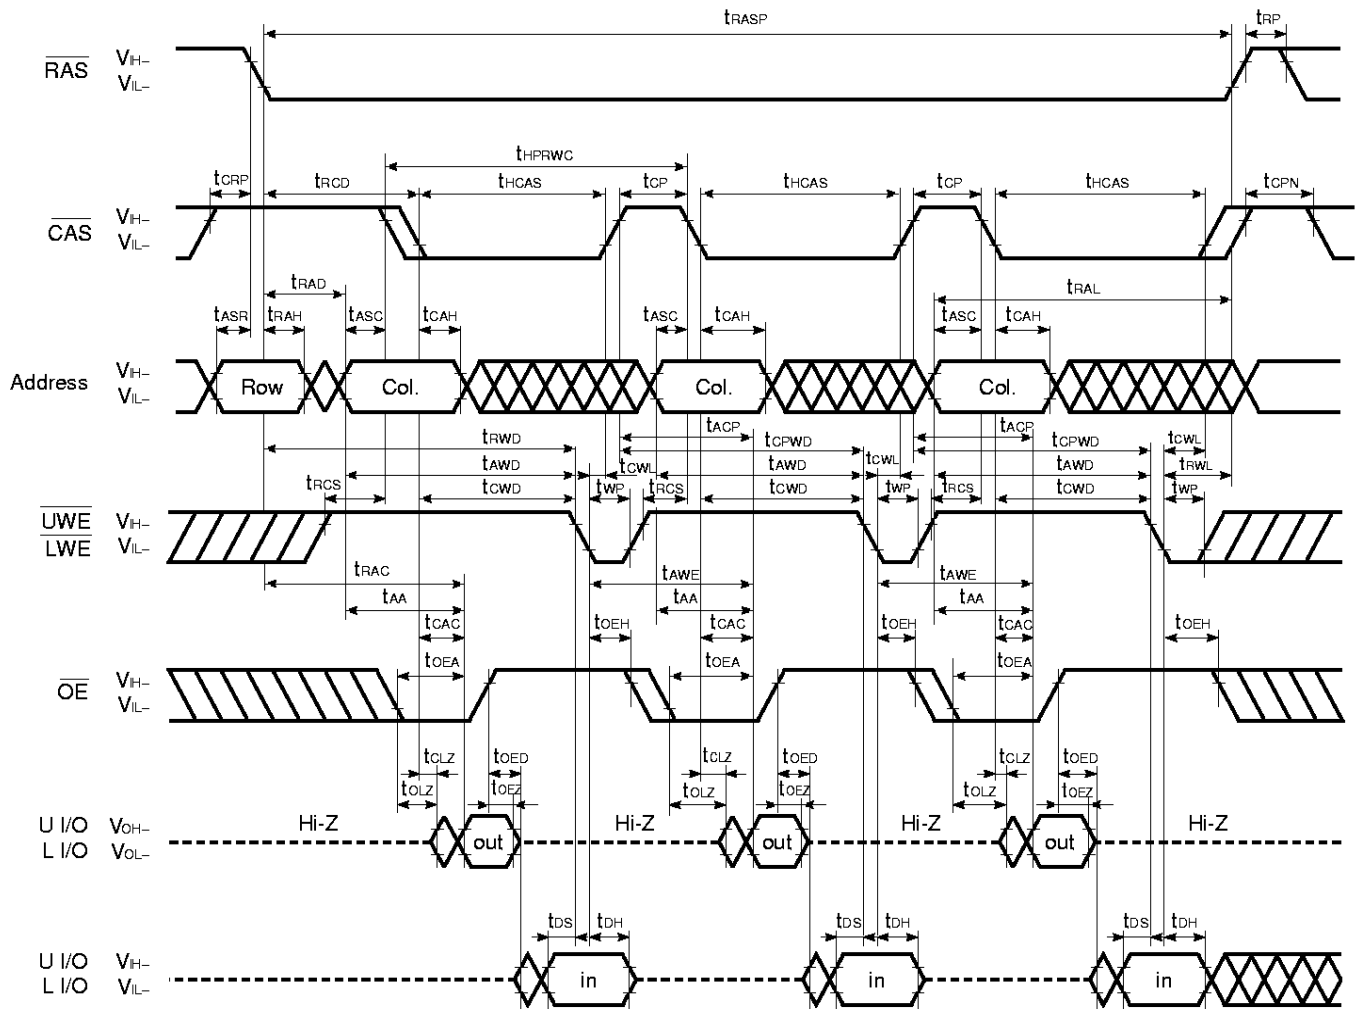 tRASP tRP
RAS VIH–
VIL–
tHPRWC
tCRP tRCD tHCAS tCP tHCAS tCP tHCAS tCPN
CAS VIH–
VIL–
tRAD tRAL
tASR tRAH tASC tCAH tASC tCAH tASC tCAH
Address VIH–
VIL–
Row Col. Col. Col.
tACP tACP
tRWD tCPWD tCPWD tCWL
tAWD tCWL tAWD tCWL tAWD tRWL
tRCS tCWD tWP tRCS tCWD tWP tRCS tCWD tWP
UWE VIH–
LWE VIL–
tRAC tAWE tAWE
tAA tAA tAA
tCAC tOEH tCAC tOEH tCAC tOEH
tOEA tOEA tOEA
OE VIH–
VIL–
tCLZ tOED tCLZ tOED tCLZ tOED
tOLZ tOEZ tOLZ tOEZ tOLZ tOEZ
Hi-Z Hi-Z Hi-Z Hi-Z
U I/O VOH–
L I/O VOL–
out out out
tDS tDH tDS tDH tDS tDH
U I/O VIH–
L I/O VIL–
in in in